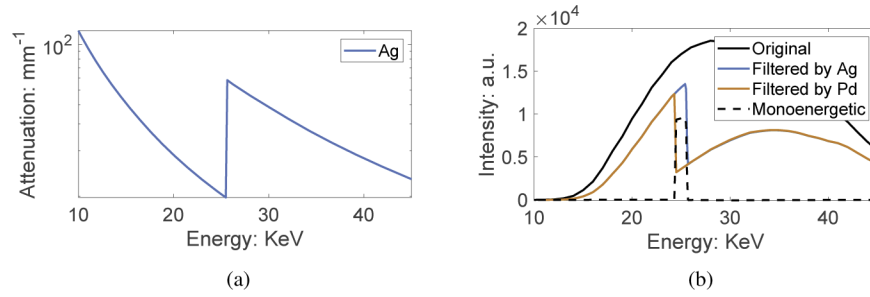 10²
Attenuation: mm⁻¹
Ag
10 20 30 40
Energy: KeV
(a)
×10⁴
2
1.5
1
0.5
0
Intensity: a.u.
Original
Filtered by Ag
Filtered by Pd
Monoenergetic
10 20 30 40
Energy: KeV
(b)